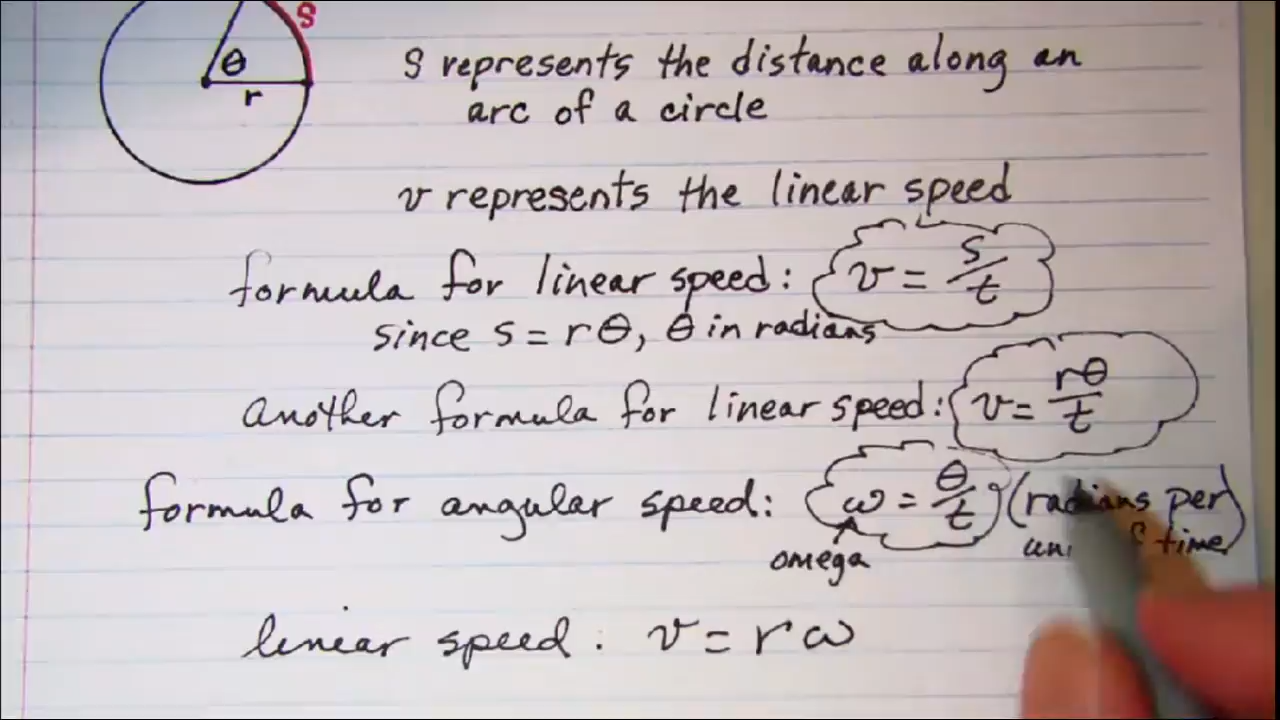 S
θ
r
S represents the distance along an
arc of a circle
v represents the linear speed
formula for linear speed: v = s/t
since s = rθ, θ in radians
another formula for linear speed: v = rθ/t
formula for angular speed: ω = θ/t (radians per
omega
time)
linear speed: v = rω